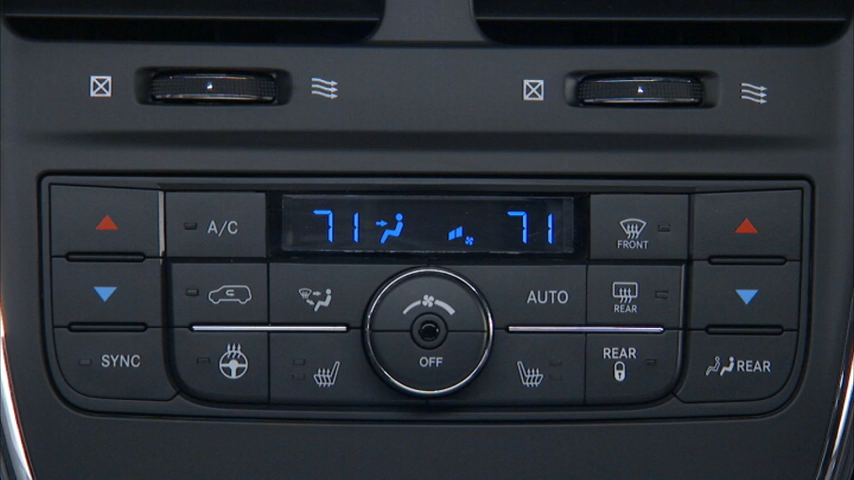 71 71
A/C
FRONT
AUTO
REAR
SYNC
OFF
REAR
REAR